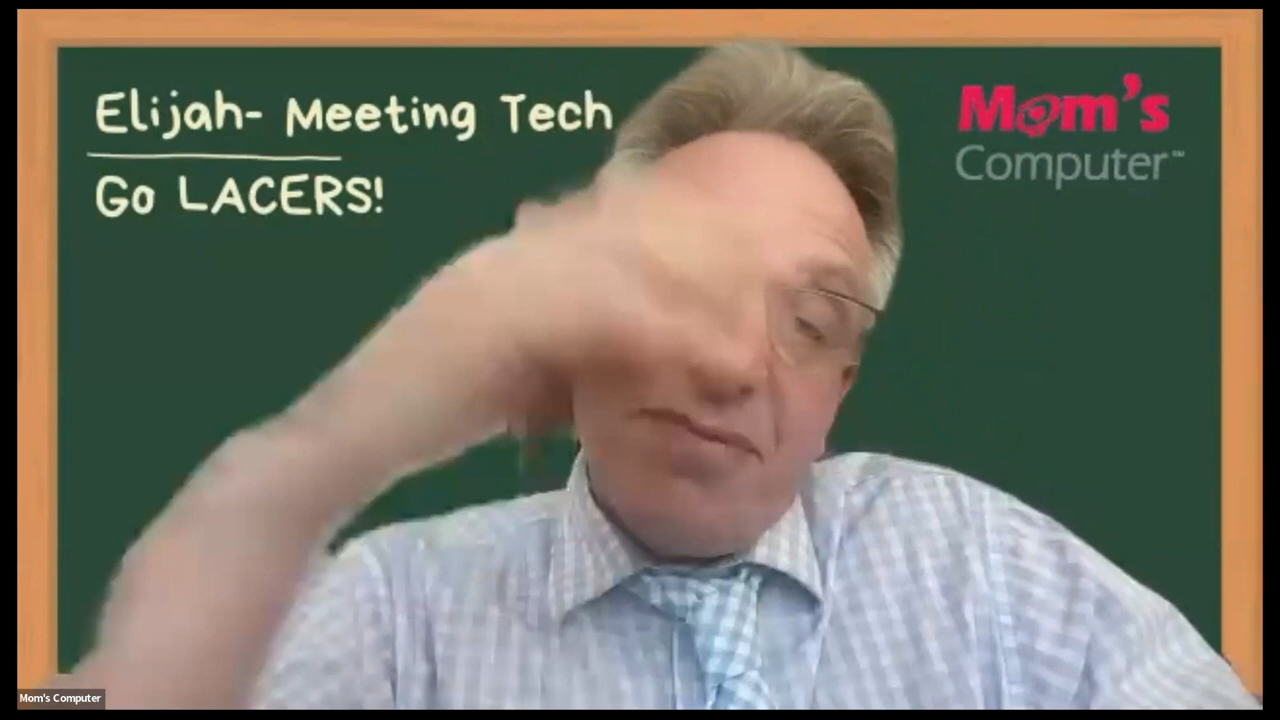 Elijah- Meeting Tech
Go LACERS!
Mom's
Computer™
Mom's Computer